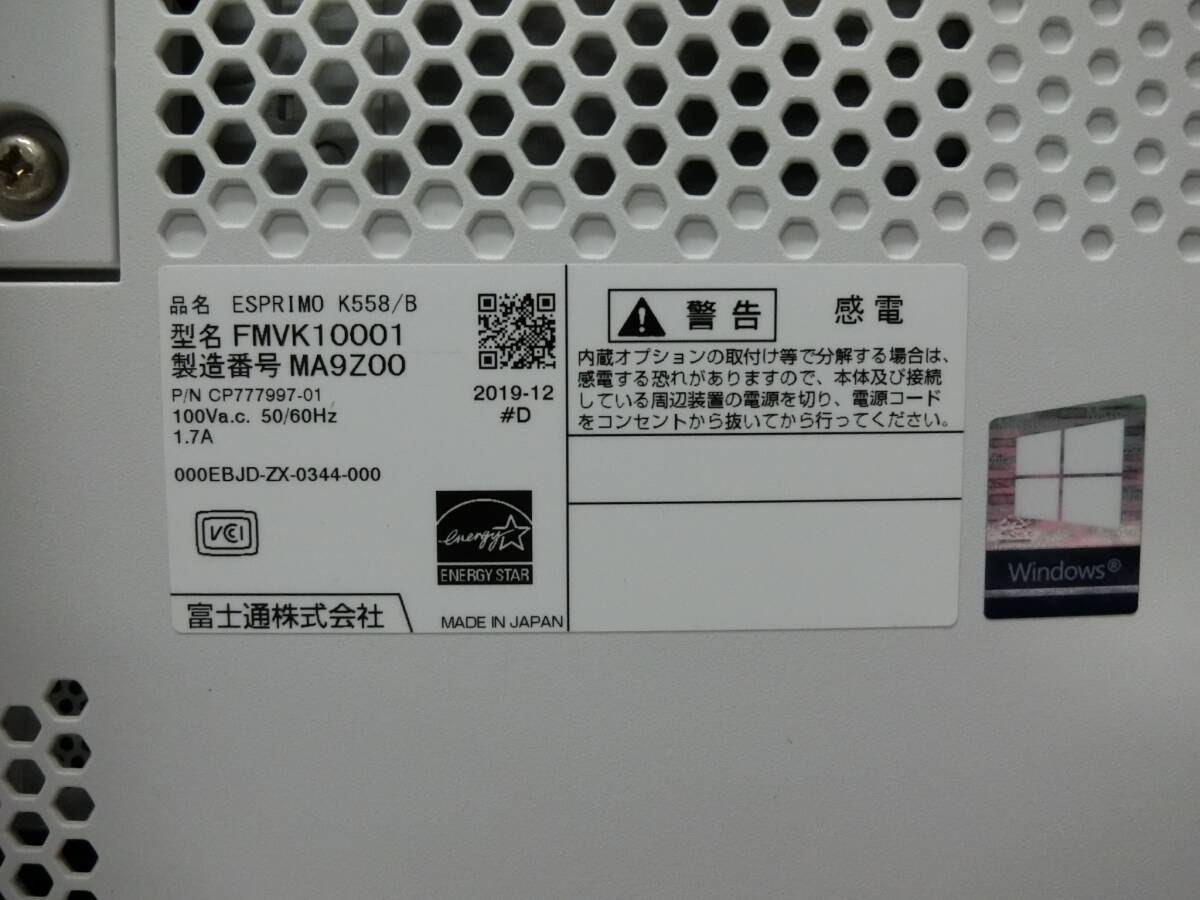 品名 ESPRIMO K558/B
型名 FMVK10001
製造番号 MA9Z00
P/N CP777997-01
100Va.c. 50/60Hz
1.7A
2019-12
#D
000EBJD-ZX-0344-000
VCI
energy
ENERGY STAR
富士通株式会社
MADE IN JAPAN
警告 感電
内蔵オプションの取付け等で分解する場合は、
感電する恐れがありますので、本体及び接続
している周辺装置の電源を切り、電源コード
をコンセントから抜いてから行ってください。
Windows®